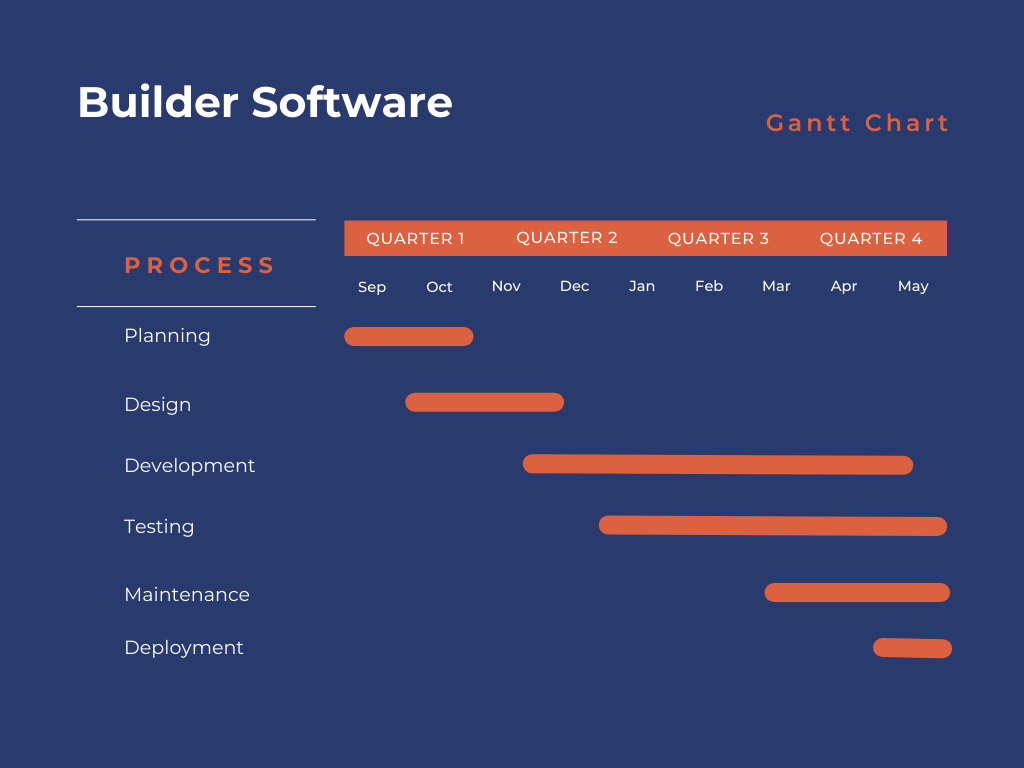 Builder Software
Gantt Chart
PROCESS
QUARTER 1 QUARTER 2 QUARTER 3 QUARTER 4
Sep Oct Nov Dec Jan Feb Mar Apr May
Planning
Design
Development
Testing
Maintenance
Deployment